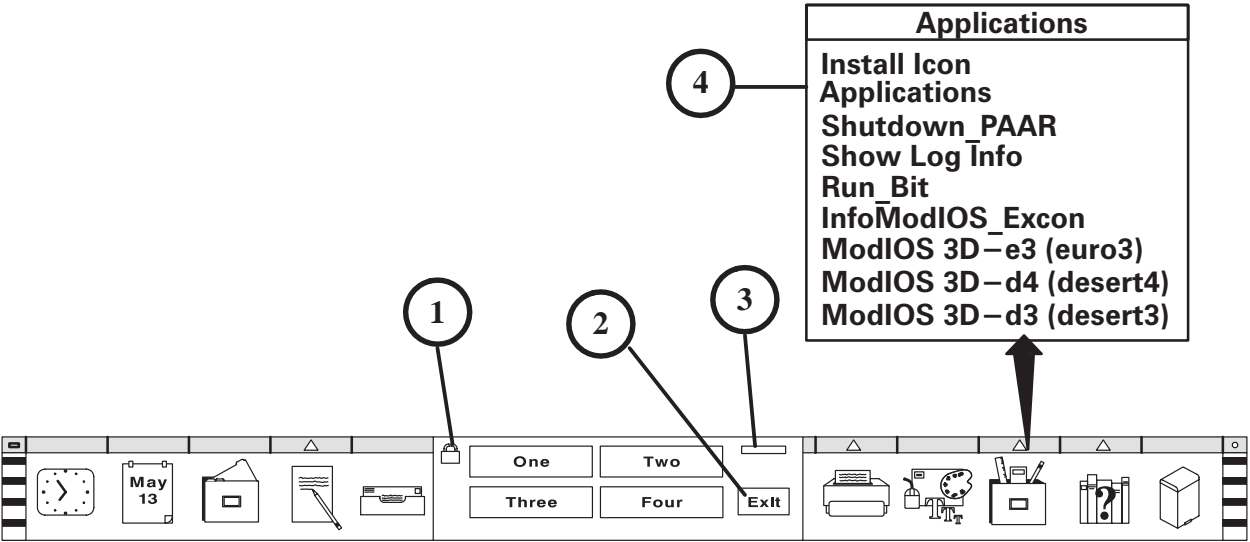 Applications
Install Icon
Applications
Shutdown_PAAR
Show Log Info
Run_Bit
InfoModIOS_Excon
ModIOS 3D−e3 (euro3)
ModIOS 3D−d4 (desert4)
ModIOS 3D−d3 (desert3)
4
1
2
3
May
13
One
Two
Three
Four
ExIt
?
TTT